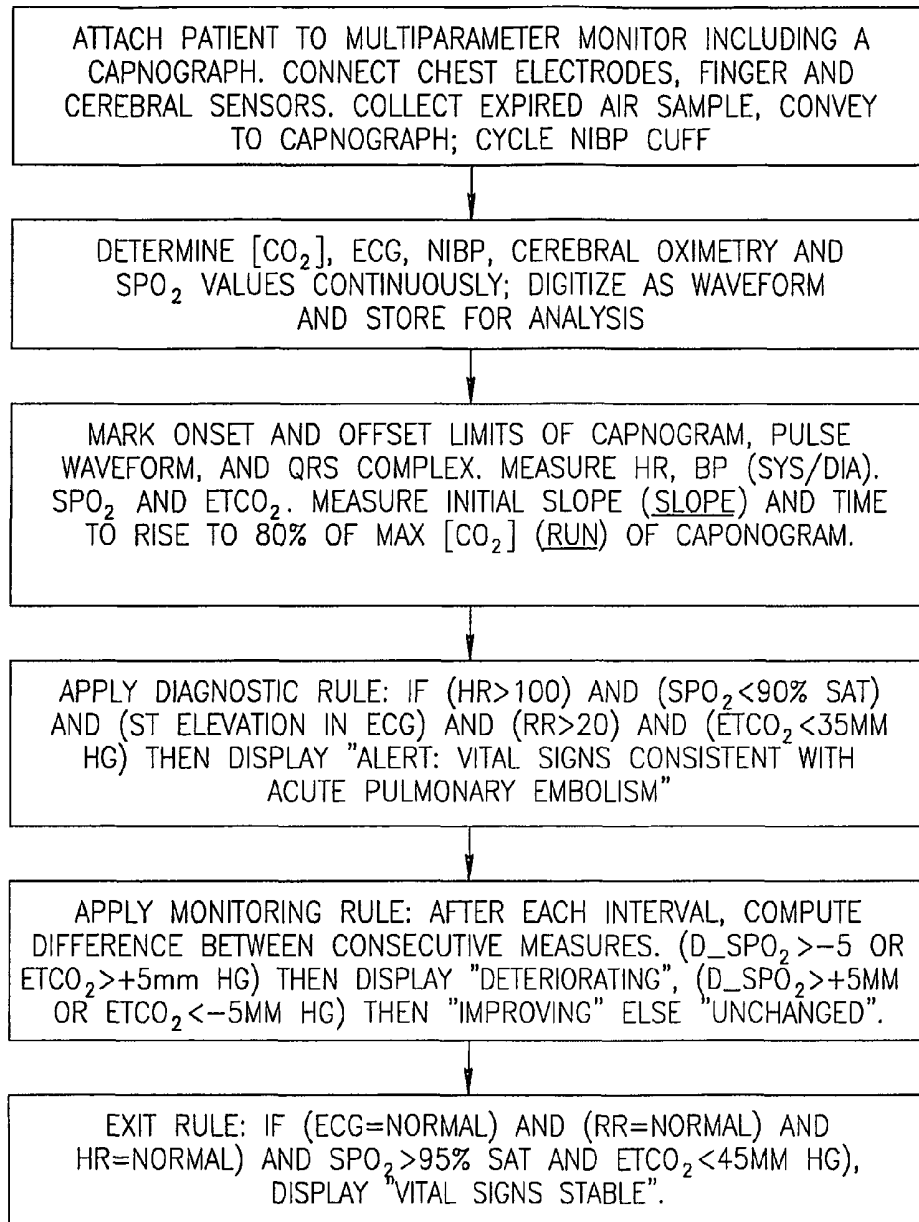 ATTACH PATIENT TO MULTIPARAMETER MONITOR INCLUDING A
CAPNOGRAPH. CONNECT CHEST ELECTRODES, FINGER AND
CEREBRAL SENSORS. COLLECT EXPIRED AIR SAMPLE, CONVEY
TO CAPNOGRAPH; CYCLE NIBP CUFF
DETERMINE [CO₂], ECG, NIBP, CEREBRAL OXIMETRY AND
SPO₂ VALUES CONTINUOUSLY; DIGITIZE AS WAVEFORM
AND STORE FOR ANALYSIS
MARK ONSET AND OFFSET LIMITS OF CAPNOGRAM, PULSE
WAVEFORM, AND QRS COMPLEX. MEASURE HR, BP (SYS/DIA).
SPO₂ AND ETCO₂. MEASURE INITIAL SLOPE (SLOPE) AND TIME
TO RISE TO 80% OF MAX [CO₂] (RUN) OF CAPONOGRAM.
APPLY DIAGNOSTIC RULE: IF (HR>100) AND (SPO₂<90% SAT)
AND (ST ELEVATION IN ECG) AND (RR>20) AND (ETCO₂<35MM
HG) THEN DISPLAY "ALERT: VITAL SIGNS CONSISTENT WITH
ACUTE PULMONARY EMBOLISM"
APPLY MONITORING RULE: AFTER EACH INTERVAL, COMPUTE
DIFFERENCE BETWEEN CONSECUTIVE MEASURES. (D_SPO₂>-5 OR
ETCO₂>+5mm HG) THEN DISPLAY "DETERIORATING", (D_SPO₂>+5MM
OR ETCO₂<-5MM HG) THEN "IMPROVING" ELSE "UNCHANGED".
EXIT RULE: IF (ECG=NORMAL) AND (RR=NORMAL) AND
HR=NORMAL) AND SPO₂>95% SAT AND ETCO₂<45MM HG),
DISPLAY "VITAL SIGNS STABLE".